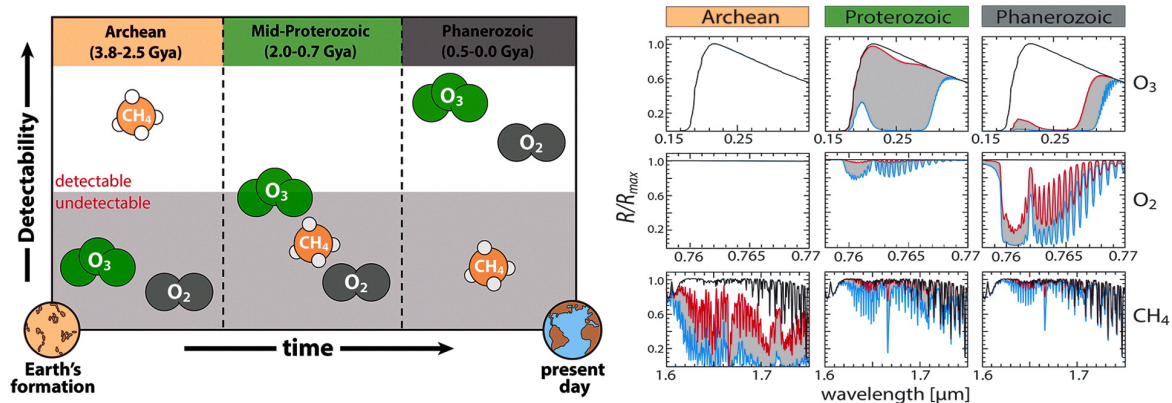 Archean
(3.8-2.5 Gya)
Mid-Proterozoic
(2.0-0.7 Gya)
Phanerozoic
(0.5-0.0 Gya)
Detectability
CH4
O3
O2
detectable
undetectable
O3
CH4
O2
O3
O2
CH4
Earth's
formation
time
present
day
Archean Proterozoic Phanerozoic
1.0
0.6
0.2
0.15 0.25
0.15 0.25
0.15 0.25
O3
R/Rmax
1.0
0.6
0.2
0.76 0.765 0.77
0.76 0.765 0.77
0.76 0.765 0.77
O2
1.0
0.6
0.2
1.6 1.7
1.6 1.7
1.6 1.7
CH4
wavelength [μm]